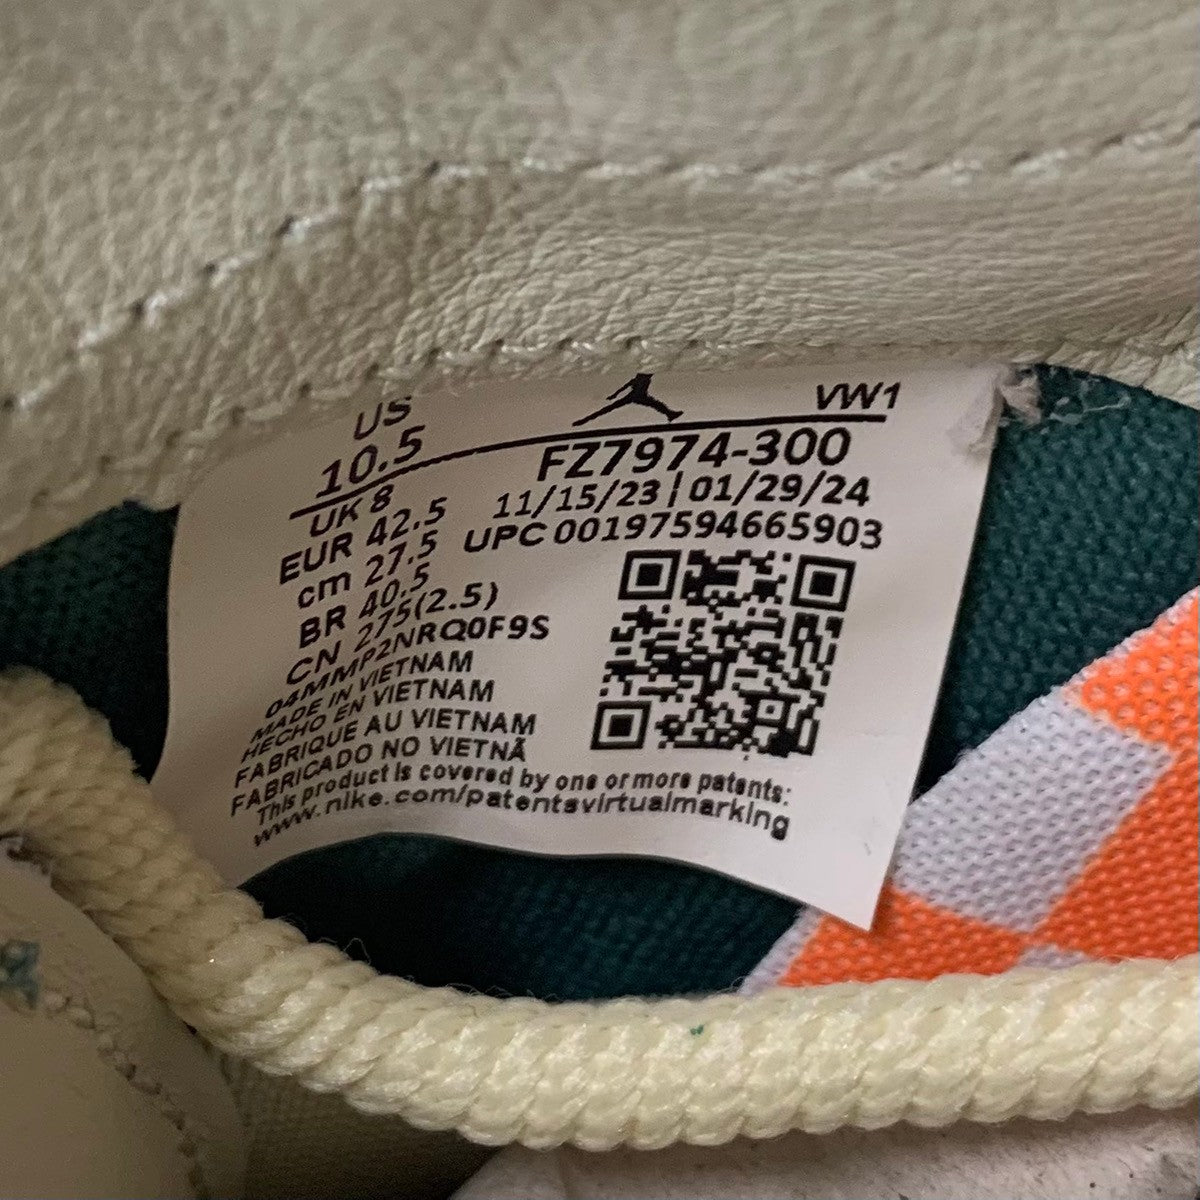 US
10.5
UK 8
EUR 42.5
cm 27.5
BR 40.5
CN 275(2.5)
04MMP2NRQ0F9S
MADE IN VIETNAM
HECHO EN VIETNAM
FABRIQUE AU VIETNAM
FABRICADO NO VIETNÃ
This product is covered by one or more patents:
www.nike.com/patentsvirtualmarking
VW1
FZ7974-300
11/15/23 | 01/29/24
UPC 00197594665903